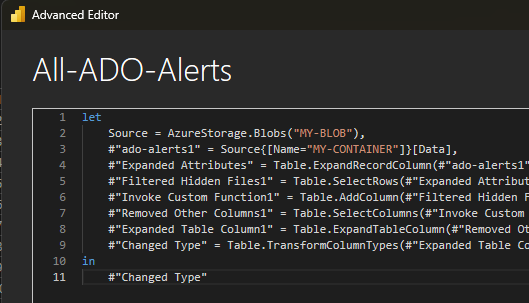 Advanced Editor
All-ADO-Alerts
1 let
2 Source = AzureStorage.Blobs("MY-BLOB"),
3 #"ado-alerts1" = Source{[Name="MY-CONTAINER"]}[Data],
4 #"Expanded Attributes" = Table.ExpandRecordColumn(#"ado-alerts1"
5 #"Filtered Hidden Files1" = Table.SelectRows(#"Expanded Attribut
6 #"Invoke Custom Function1" = Table.AddColumn(#"Filtered Hidden F
7 #"Removed Other Columns1" = Table.SelectColumns(#"Invoke Custom
8 #"Expanded Table Column1" = Table.ExpandTableColumn(#"Removed Ot
9 #"Changed Type" = Table.TransformColumnTypes(#"Expanded Table Co
10 in
11 #"Changed Type"